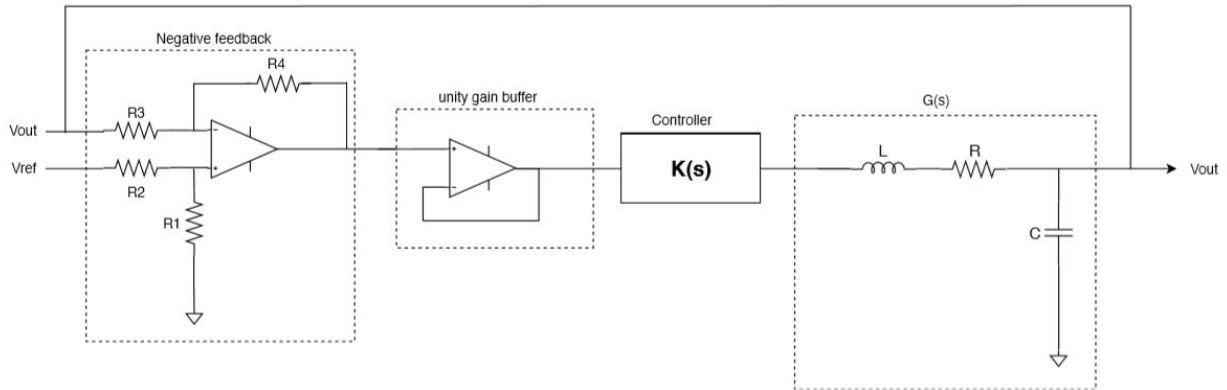 Negative feedback
R4
unity gain buffer
G(s)
Controller
Vout
R3
-
+
L
R
Vref
+
-
K(s)
Vout
R2
R1
C